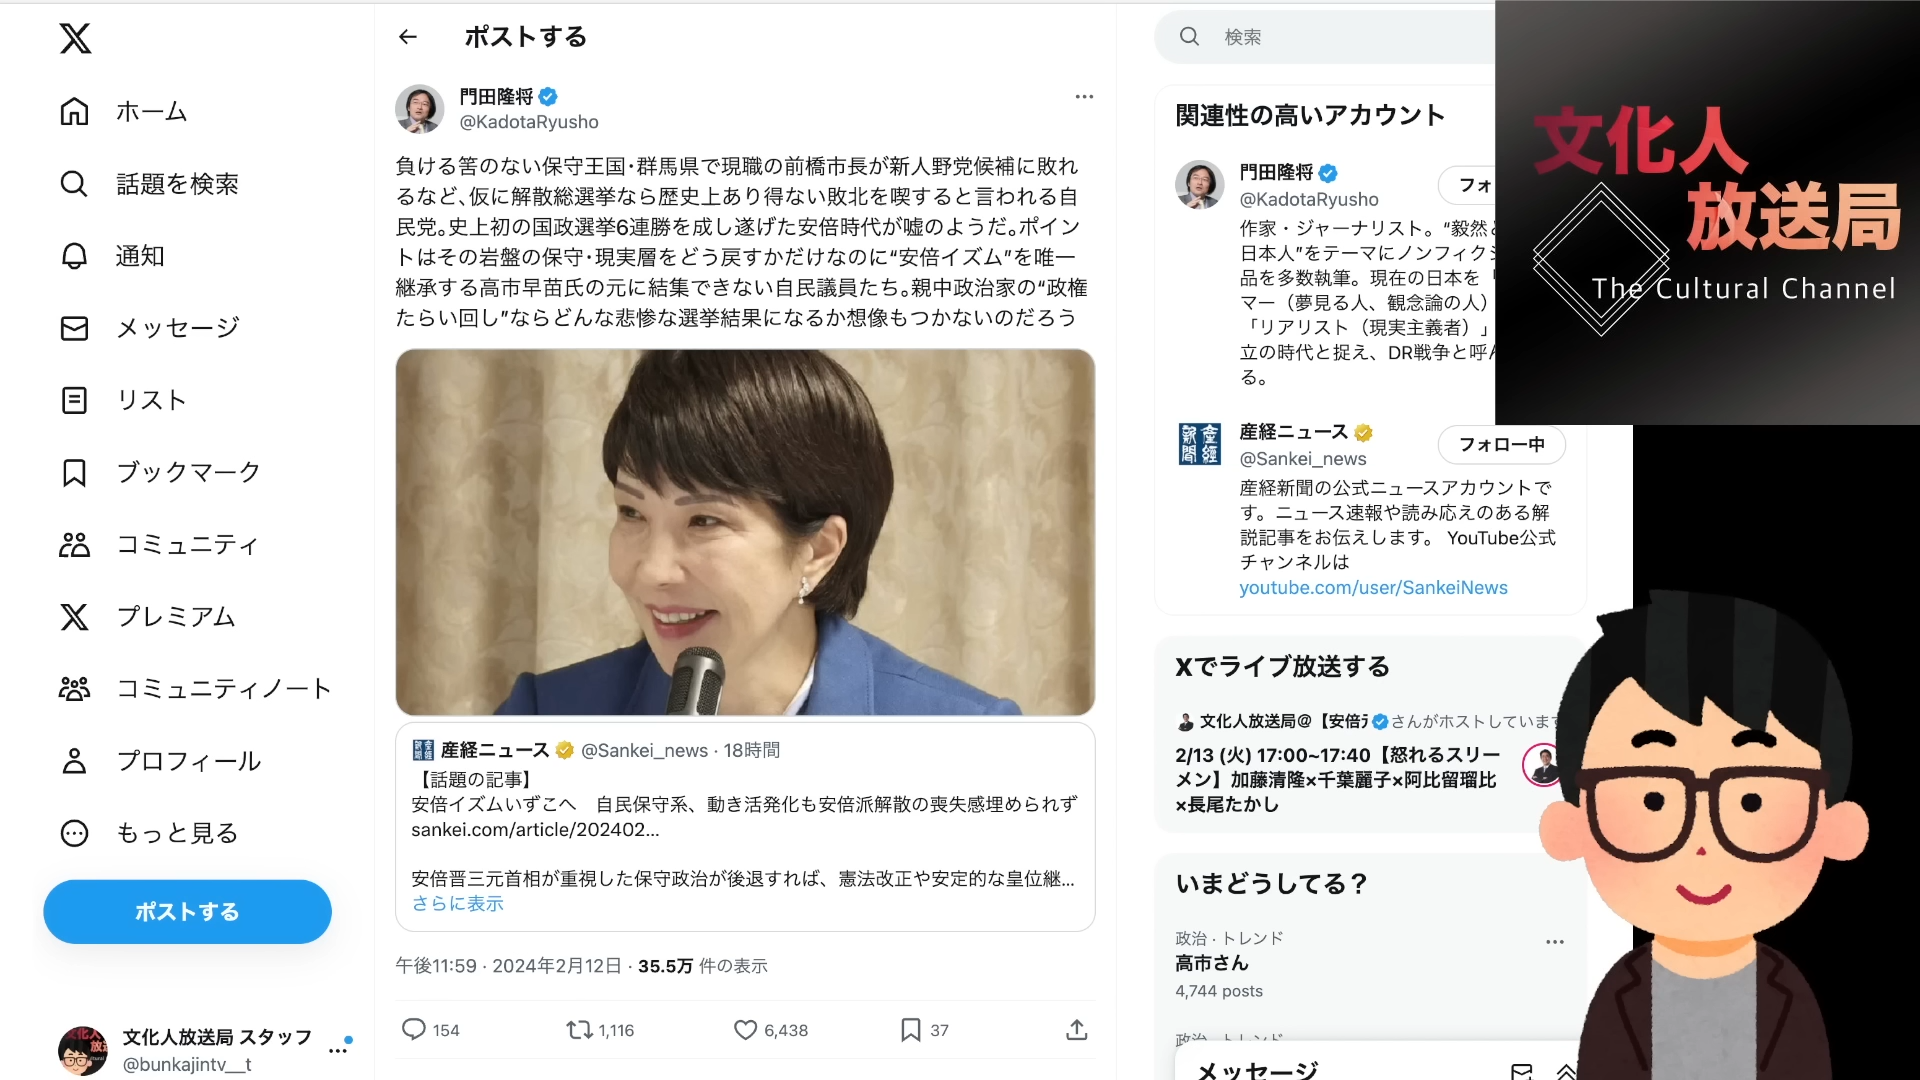 ホーム
話題を検索
通知
メッセージ
リスト
ブックマーク
コミュニティ
プレミアム
コミュニティノート
プロフィール
もっと見る
ポストする
文化人放送局 スタッフ
@bunkajintv__t
ポストする
門田隆将
@KadotaRyusho
負ける筈のない保守王国･群馬県で現職の前橋市長が新人野党候補に敗れ
るなど､仮に解散総選挙なら歴史上あり得ない敗北を喫すると言われる自
民党｡史上初の国政選挙6連勝を成し遂げた安倍時代が嘘のようだ｡ポイン
トはその岩盤の保守･現実層をどう戻すかだけなのに“安倍イズム”を唯一
継承する高市早苗氏の元に結集できない自民議員たち｡親中政治家の“政権
たらい回し”ならどんな悲惨な選挙結果になるか想像もつかないのだろう
産経ニュース @Sankei_news · 18時間
【話題の記事】
安倍イズムいずこへ　自民保守系、動き活発化も安倍派解散の喪失感埋められず
sankei.com/article/202402…
安倍晋三元首相が重視した保守政治が後退すれば、憲法改正や安定的な皇位継...
さらに表示
午後11:59 · 2024年2月12日 · 35.5万 件の表示
154 1,116 6,438 37
検索
関連性の高いアカウント
門田隆将
@KadotaRyusho
フォ
作家・ジャーナリスト。“毅然と
日本人”をテーマにノンフィクシ
品を多数執筆。現在の日本を「
マー（夢見る人、観念論の人）
「リアリスト（現実主義者）」
立の時代と捉え、DR戦争と呼ん
る。
産経ニュース
@Sankei_news
フォロー中
産経新聞の公式ニュースアカウントで
す。ニュース速報や読み応えのある解
説記事をお伝えします。 YouTube公式
チャンネルは
youtube.com/user/SankeiNews
Xでライブ放送する
文化人放送局@【安倍 さんがホストしています
2/13 (火) 17:00~17:40【怒れるスリー
メン】加藤清隆×千葉麗子×阿比留瑠比
×長尾たかし
いまどうしてる？
政治 · トレンド
高市さん
4,744 posts
政治 · トレンド
メッセージ
文化人
放送局
The Cultural Channel